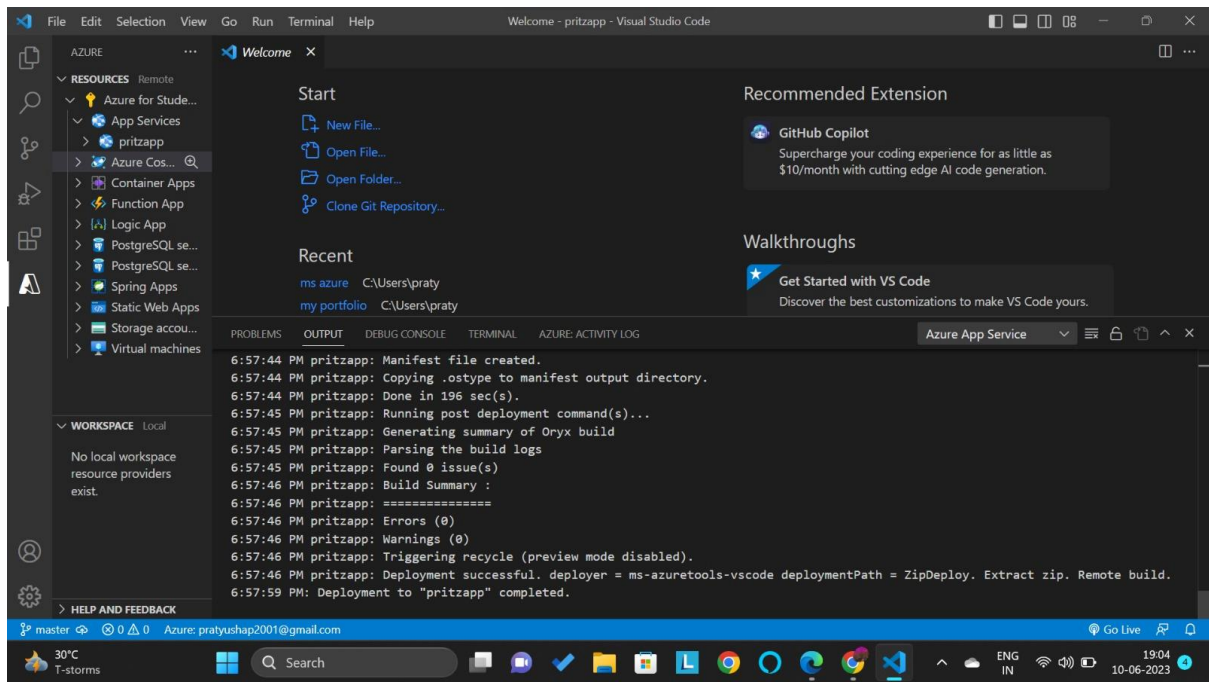 File Edit Selection View Go Run Terminal Help
Welcome - pritzapp - Visual Studio Code
AZURE
RESOURCES Remote
Azure for Stude...
App Services
pritzapp
Azure Cos...
Container Apps
Function App
Logic App
PostgreSQL se...
PostgreSQL se...
Spring Apps
Static Web Apps
Storage accou...
Virtual machines
WORKSPACE Local
No local workspace
resource providers
exist.
HELP AND FEEDBACK
Welcome
Start
New File...
Open File...
Open Folder...
Clone Git Repository...
Recent
ms azure C:\Users\praty
my portfolio C:\Users\praty
Recommended Extension
GitHub Copilot
Supercharge your coding experience for as little as
$10/month with cutting edge AI code generation.
Walkthroughs
Get Started with VS Code
Discover the best customizations to make VS Code yours.
PROBLEMS OUTPUT DEBUG CONSOLE TERMINAL AZURE: ACTIVITY LOG
Azure App Service
6:57:44 PM pritzapp: Manifest file created.
6:57:44 PM pritzapp: Copying .ostype to manifest output directory.
6:57:44 PM pritzapp: Done in 196 sec(s).
6:57:45 PM pritzapp: Running post deployment command(s)...
6:57:45 PM pritzapp: Generating summary of Oryx build
6:57:45 PM pritzapp: Parsing the build logs
6:57:45 PM pritzapp: Found 0 issue(s)
6:57:46 PM pritzapp: Build Summary :
6:57:46 PM pritzapp: ===============
6:57:46 PM pritzapp: Errors (0)
6:57:46 PM pritzapp: Warnings (0)
6:57:46 PM pritzapp: Triggering recycle (preview mode disabled).
6:57:46 PM pritzapp: Deployment successful. deployer = ms-azuretools-vscode deploymentPath = ZipDeploy. Extract zip. Remote build.
6:57:59 PM: Deployment to "pritzapp" completed.
master 0 0 Azure: pratyushap2001@gmail.com
Go Live
30°C
T-storms
Search
L
ENG
IN
19:04
10-06-2023
4